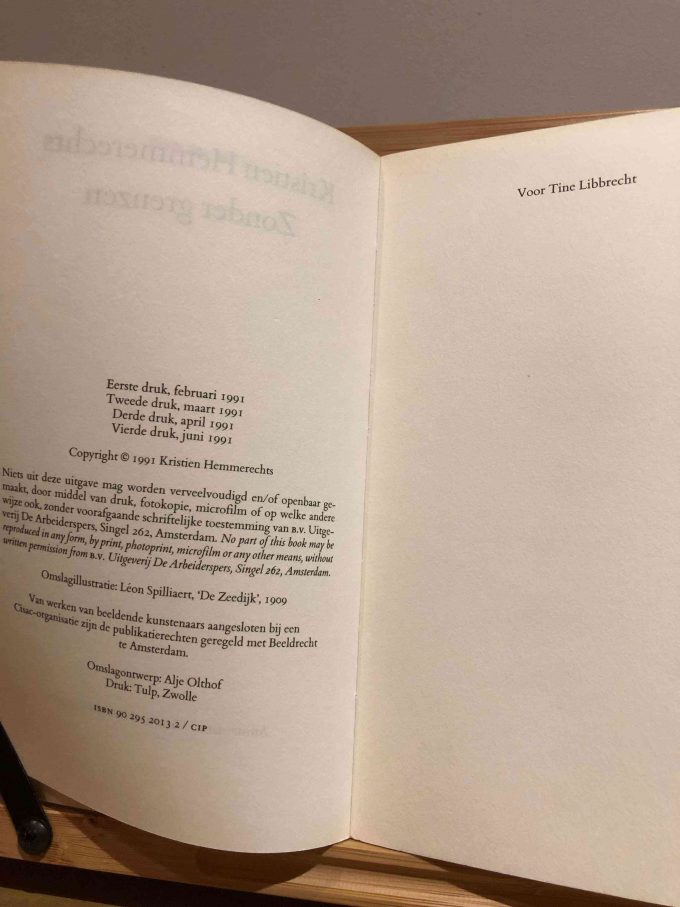 Kristien Hemmerechts
Zonder grenzen
Eerste druk, februari 1991
Tweede druk, maart 1991
Derde druk, april 1991
Vierde druk, juni 1991
Copyright © 1991 Kristien Hemmerechts
Niets uit deze uitgave mag worden verveelvoudigd en/of openbaar ge-
maakt, door middel van druk, fotokopie, microfilm of op welke andere
wijze ook, zonder voorafgaande schriftelijke toestemming van B.V. Uitge-
verij De Arbeiderspers, Singel 262, Amsterdam. No part of this book may be
reproduced in any form, by print, photoprint, microfilm or any other means, without
written permission from B.V. Uitgeverij De Arbeiderspers, Singel 262, Amsterdam.
Omslagillustratie: Léon Spilliaert, ‘De Zeedijk’, 1909
Van werken van beeldende kunstenaars aangesloten bij een
Cisac-organisatie zijn de publikatierechten geregeld met Beeldrecht
te Amsterdam.
Omslagontwerp: Alje Olthof
Druk: Tulp, Zwolle
ISBN 90 295 2013 2 / CIP
Voor Tine Libbrecht